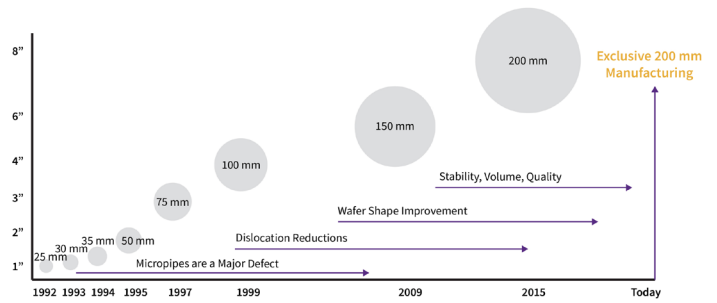 8”
200 mm
Exclusive 200 mm
Manufacturing
6”
150 mm
4”
100 mm
Stability, Volume, Quality
3”
75 mm
Wafer Shape Improvement
2”
35 mm
50 mm
Dislocation Reductions
30 mm
25 mm
1”
Micropipes are a Major Defect
1992 1993 1994 1995 1997 1999 2009 2015 Today